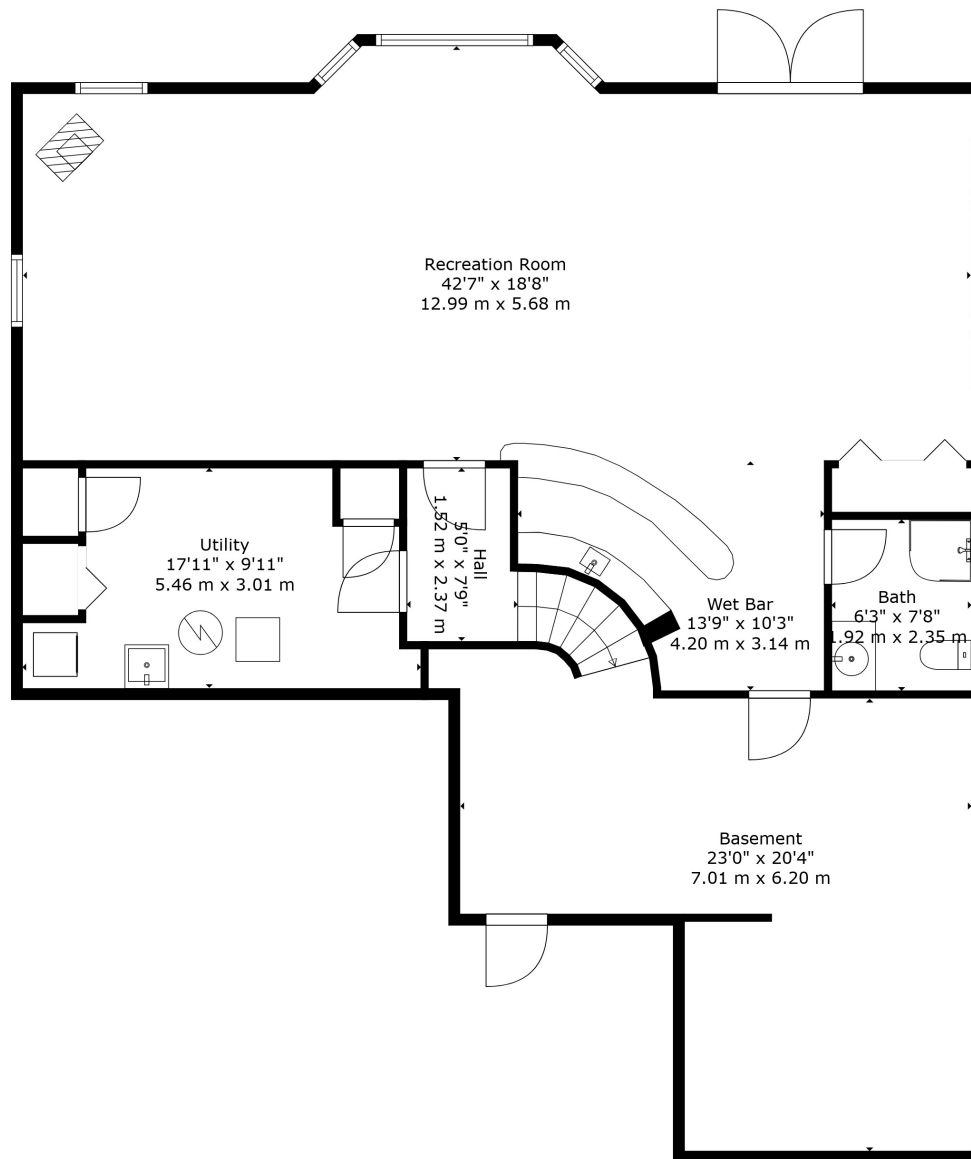 Recreation Room
42'7" x 18'8"
12.99 m x 5.68 m
Utility
17'11" x 9'11"
5.46 m x 3.01 m
Hall
5'0" x 7'9"
1.52 m x 2.37 m
Wet Bar
13'9" x 10'3"
4.20 m x 3.14 m
Bath
6'3" x 7'8"
1.92 m x 2.35 m
Basement
23'0" x 20'4"
7.01 m x 6.20 m